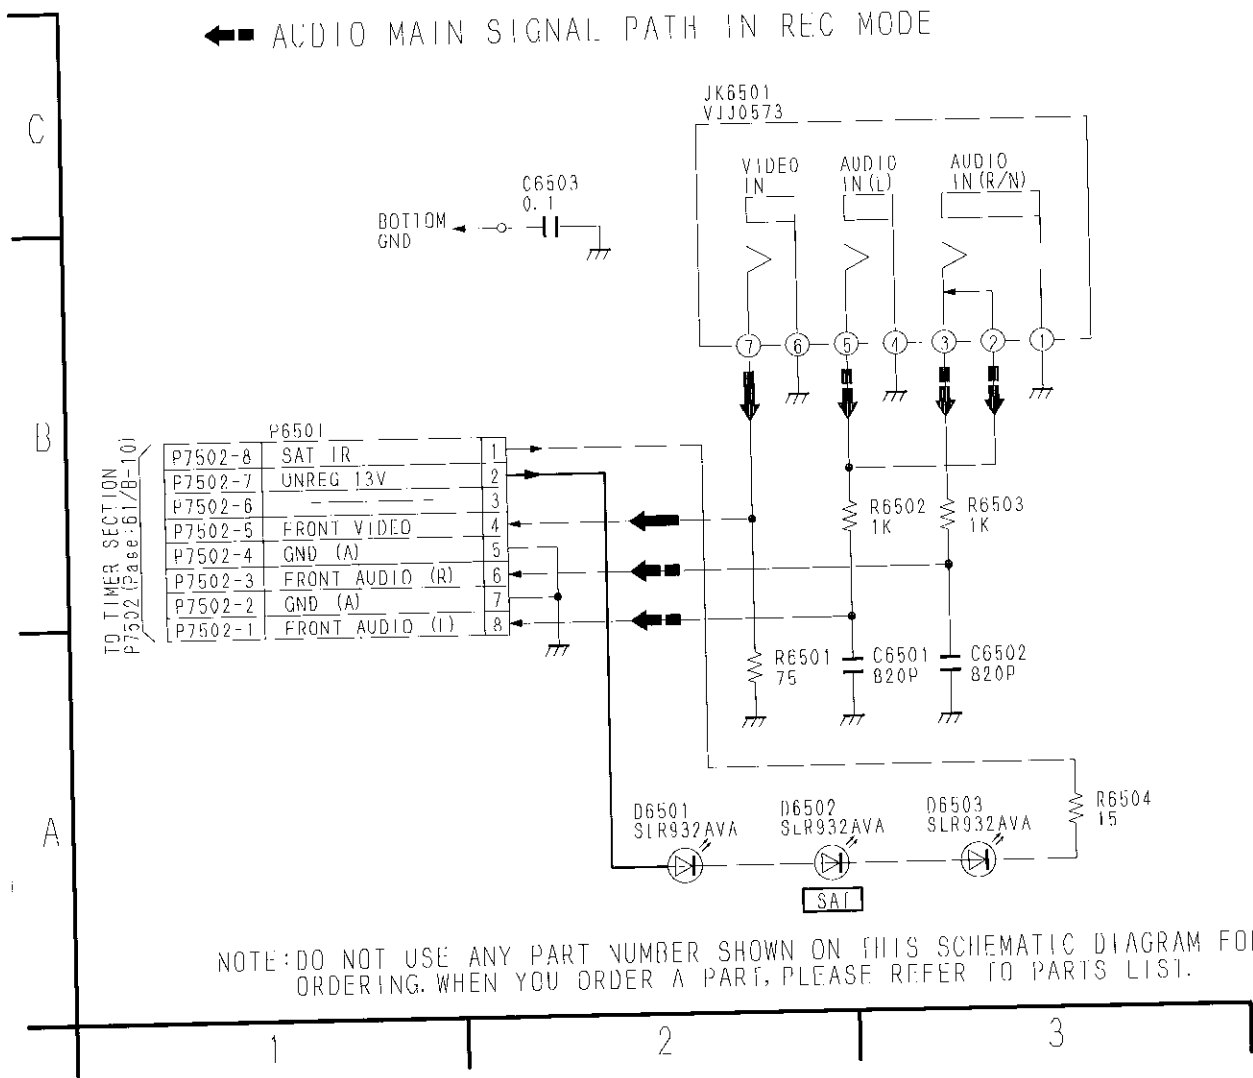 AUDIO MAIN SIGNAL PATH IN REC MODE
C
JK6501
VJJ0573
VIDEO
IN
AUDIO
IN(L)
AUDIO
IN(R/N)
C6503
0.1
BOTTOM
GND
7 6 5 4 3 2 1
B
P6501
P7502-8 SAT IR 1
P7502-7 UNREG 13V 2
P7502-6 3
P7502-5 FRONT VIDEO 4
P7502-4 GND (A) 5
P7502-3 FRONT AUDIO (R) 6
P7502-2 GND (A) 7
P7502-1 FRONT AUDIO (L) 8
TO TIMER SECTION
P7502(Page:61/B-10)
R6502
1K
R6503
1K
R6501
75
C6501
820P
C6502
820P
A
D6501
SLR932AVA
D6502
SLR932AVA
D6503
SLR932AVA
R6504
15
SAT
NOTE:DO NOT USE ANY PART NUMBER SHOWN ON THIS SCHEMATIC DIAGRAM FOR
ORDERING. WHEN YOU ORDER A PART, PLEASE REFER TO PARTS LIST.
1 2 3